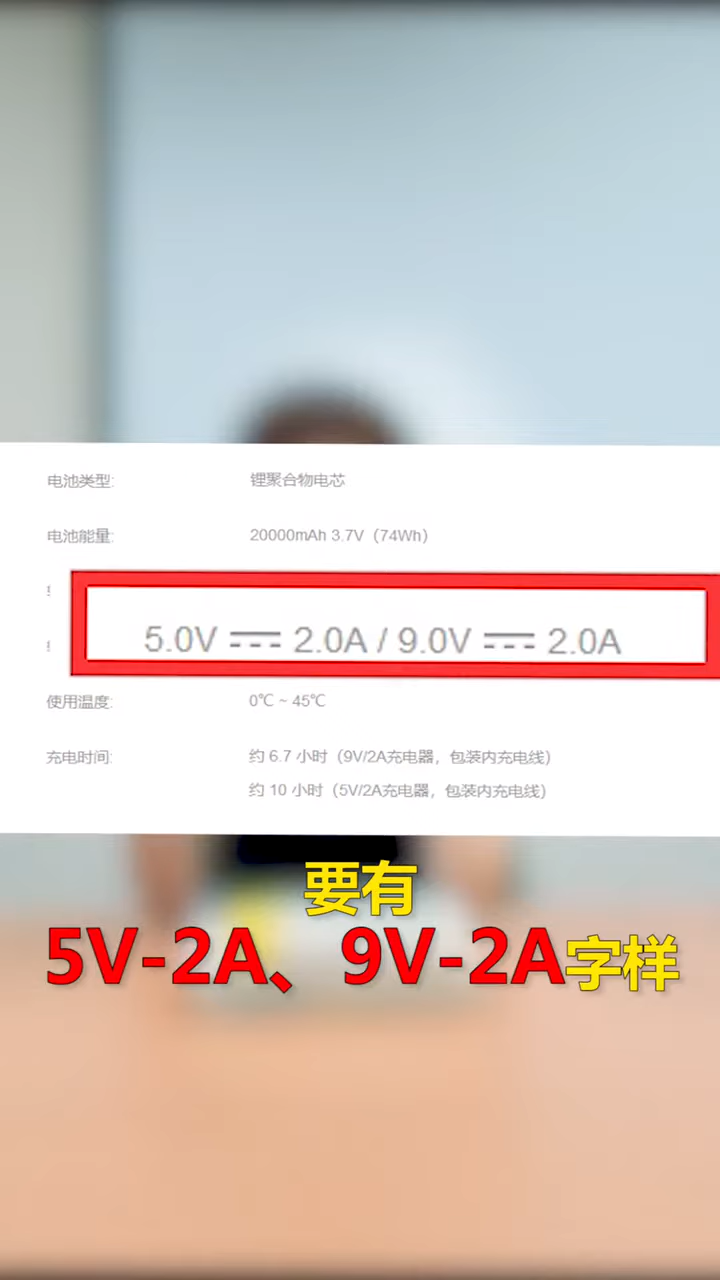 电池类型: 锂聚合物电芯
电池能量: 20000mAh 3.7V（74Wh）
5.0V ⎓ 2.0A / 9.0V ⎓ 2.0A
使用温度: 0℃ ~ 45℃
充电时间: 约 6.7 小时（9V/2A充电器，包装内充电线）
约 10 小时（5V/2A充电器，包装内充电线）
要有
5V-2A、9V-2A字样